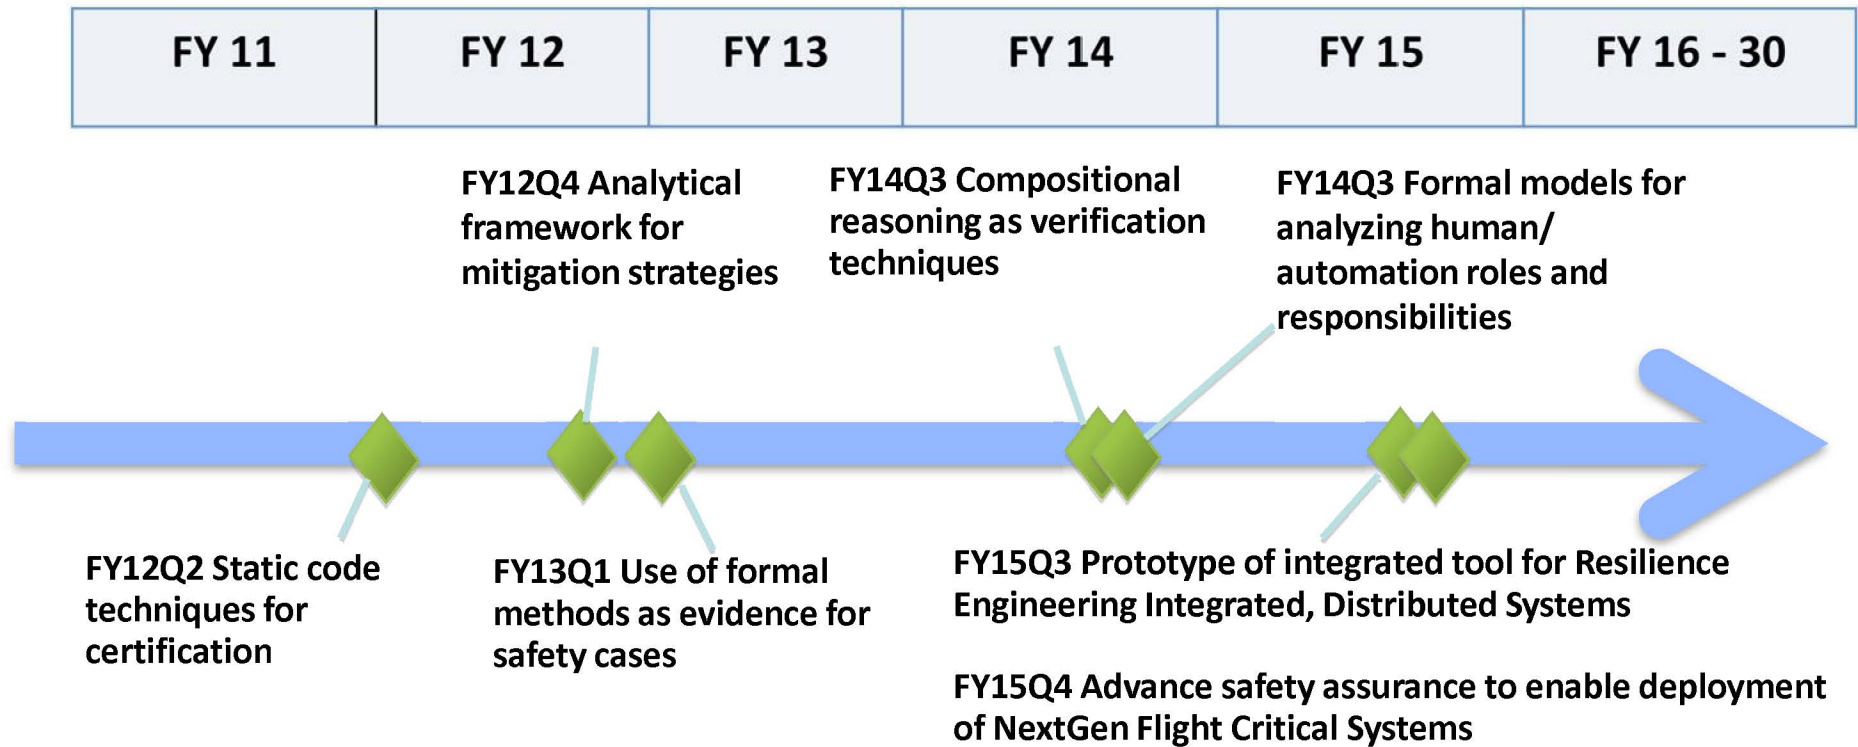 FY 11
FY 12
FY 13
FY 14
FY 15
FY 16 - 30
FY12Q4 Analytical
framework for
mitigation strategies
FY14Q3 Compositional
reasoning as verification
techniques
FY14Q3 Formal models for
analyzing human/
automation roles and
responsibilities
FY12Q2 Static code
techniques for
certification
FY13Q1 Use of formal
methods as evidence for
safety cases
FY15Q3 Prototype of integrated tool for Resilience
Engineering Integrated, Distributed Systems
FY15Q4 Advance safety assurance to enable deployment
of NextGen Flight Critical Systems